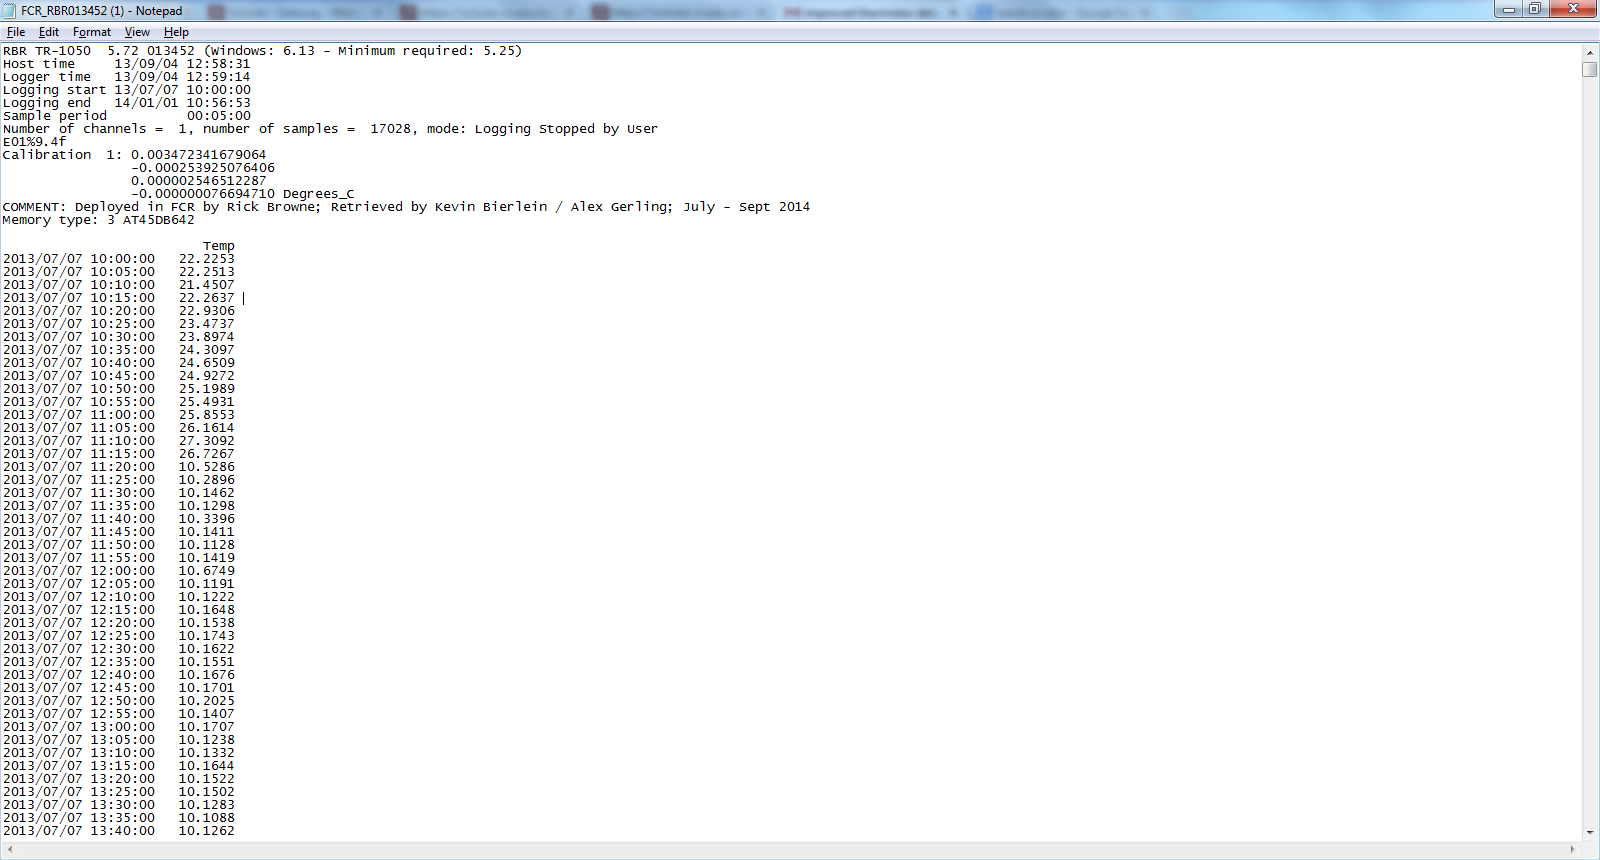 FCR_RBR013452 (1) - Notepad
File Edit Format View Help
RBR TR-1050  5.72 013452 (Windows: 6.13 - Minimum required: 5.25)
Host time     13/09/04 12:58:31
Logger time   13/09/04 12:59:14
Logging start 13/07/07 10:00:00
Logging end   14/01/01 10:56:53
Sample period          00:05:00
Number of channels =  1, number of samples =  17028, mode: Logging Stopped by User
E01%9.4f
Calibration  1: 0.003472341679064
-0.000253925076406
0.000002546512287
-0.000000076694710 Degrees_C
COMMENT: Deployed in FCR by Rick Browne; Retrieved by Kevin Bierlein / Alex Gerling; July - Sept 2014
Memory type: 3 AT45DB642
Temp
2013/07/07 10:00:00   22.2253
2013/07/07 10:05:00   22.2513
2013/07/07 10:10:00   21.4507
2013/07/07 10:15:00   22.2637
2013/07/07 10:20:00   22.9306
2013/07/07 10:25:00   23.4737
2013/07/07 10:30:00   23.8974
2013/07/07 10:35:00   24.3097
2013/07/07 10:40:00   24.6509
2013/07/07 10:45:00   24.9272
2013/07/07 10:50:00   25.1989
2013/07/07 10:55:00   25.4931
2013/07/07 11:00:00   25.8553
2013/07/07 11:05:00   26.1614
2013/07/07 11:10:00   27.3092
2013/07/07 11:15:00   26.7267
2013/07/07 11:20:00   10.5286
2013/07/07 11:25:00   10.2896
2013/07/07 11:30:00   10.1462
2013/07/07 11:35:00   10.1298
2013/07/07 11:40:00   10.3396
2013/07/07 11:45:00   10.1411
2013/07/07 11:50:00   10.1128
2013/07/07 11:55:00   10.1419
2013/07/07 12:00:00   10.6749
2013/07/07 12:05:00   10.1191
2013/07/07 12:10:00   10.1222
2013/07/07 12:15:00   10.1648
2013/07/07 12:20:00   10.1538
2013/07/07 12:25:00   10.1743
2013/07/07 12:30:00   10.1622
2013/07/07 12:35:00   10.1551
2013/07/07 12:40:00   10.1676
2013/07/07 12:45:00   10.1701
2013/07/07 12:50:00   10.2025
2013/07/07 12:55:00   10.1407
2013/07/07 13:00:00   10.1707
2013/07/07 13:05:00   10.1238
2013/07/07 13:10:00   10.1332
2013/07/07 13:15:00   10.1644
2013/07/07 13:20:00   10.1522
2013/07/07 13:25:00   10.1502
2013/07/07 13:30:00   10.1283
2013/07/07 13:35:00   10.1088
2013/07/07 13:40:00   10.1262